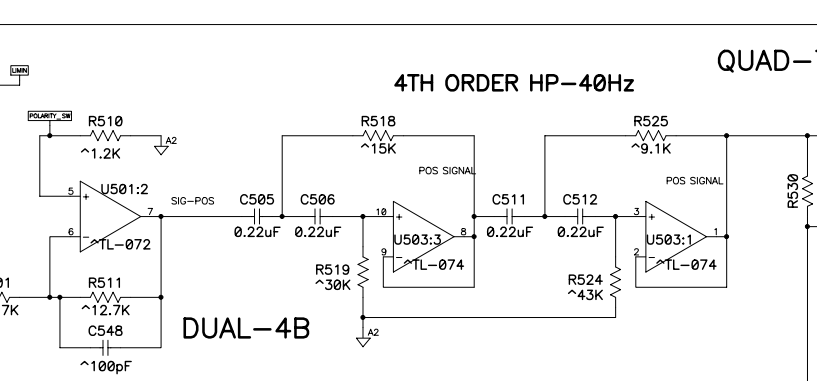 QUAD-
LIMIN
4TH ORDER HP-40Hz
POLARITY_SW
R510
^1.2K
A2
R518
^15K
R525
^9.1K
POS SIGNAL
POS SIGNAL
R530
5
+
U501:2
7
6
-
^TL-072
SIG-POS
C505
0.22uF
C506
0.22uF
10
+
U503:3
8
9
-
^TL-074
C511
0.22uF
C512
0.22uF
3
+
U503:1
1
2
-
^TL-074
R519
^30K
R524
^43K
01
7K
R511
^12.7K
C548
^100pF
DUAL-4B
A2